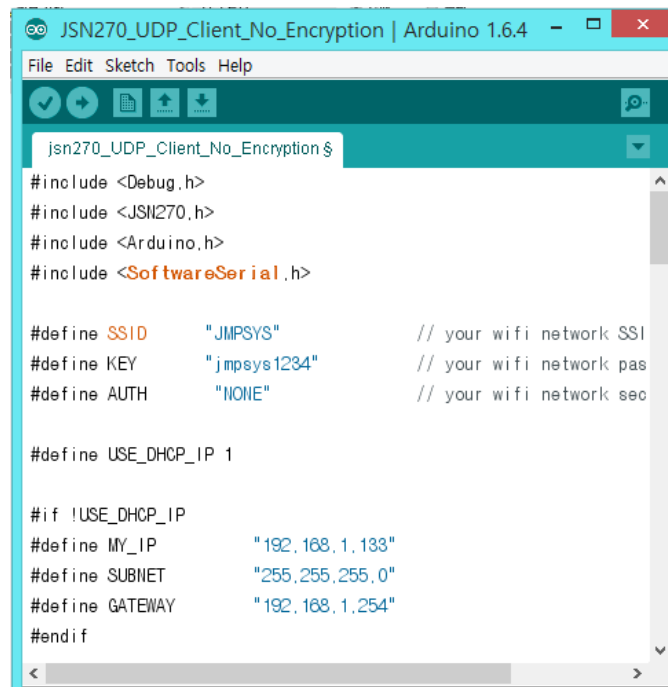 JSN270_UDP_Client_No_Encryption | Arduino 1.6.4
File Edit Sketch Tools Help
jsn270_UDP_Client_No_Encryption §
#include <Debug.h>
#include <JSN270.h>
#include <Arduino.h>
#include <SoftwareSerial.h>
#define SSID "JMPSYS" // your wifi network SSI
#define KEY "jmpsys1234" // your wifi network pas
#define AUTH "NONE" // your wifi network sec
#define USE_DHCP_IP 1
#if !USE_DHCP_IP
#define MY_IP "192.168.1.133"
#define SUBNET "255.255.255.0"
#define GATEWAY "192.168.1.254"
#endif